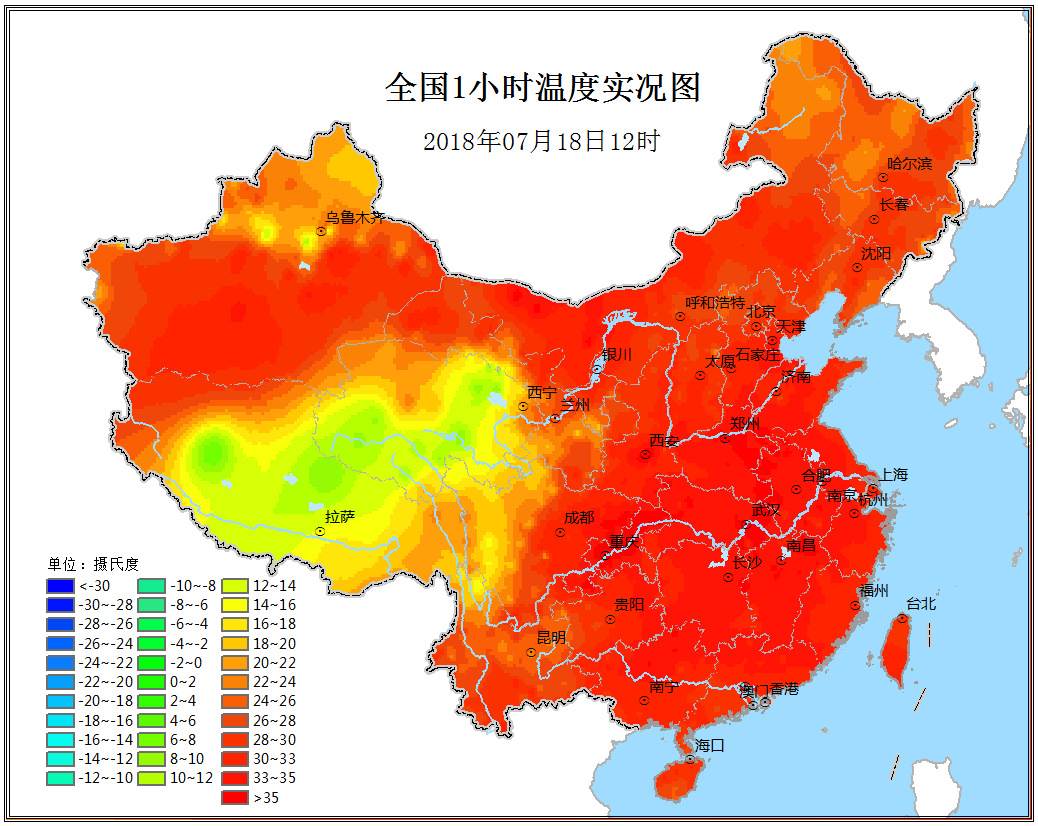 全国1小时温度实况图
2018年07月18日12时
哈尔滨
长春
乌鲁木齐
沈阳
呼和浩特
北京
天津
银川
太原
石家庄
济南
西宁
兰州
郑州
西安
合肥
上海
南京
杭州
拉萨
成都
武汉
重庆
南昌
长沙
贵阳
福州
台北
昆明
南宁
澳门
香港
海口
单位：摄氏度
<-30 -10~-8 12~14
-30~-28 -8~-6 14~16
-28~-26 -6~-4 16~18
-26~-24 -4~-2 18~20
-24~-22 -2~0 20~22
-22~-20 0~2 22~24
-20~-18 2~4 24~26
-18~-16 4~6 26~28
-16~-14 6~8 28~30
-14~-12 8~10 30~33
-12~-10 10~12 33~35
>35